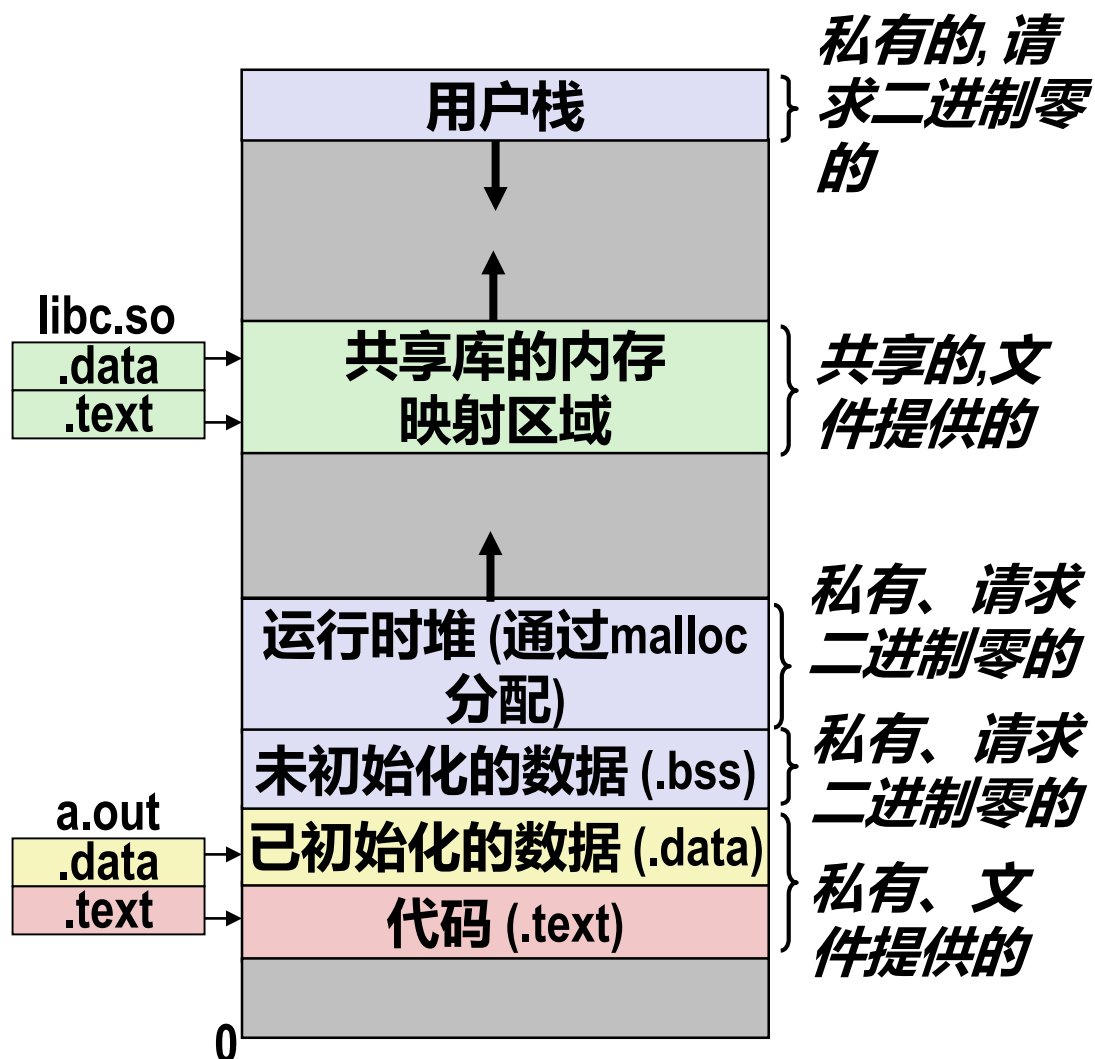 私有的, 请
求二进制零
的
用户栈
libc.so
.data
.text
共享库的内存
映射区域
共享的,文
件提供的
运行时堆 (通过malloc
分配)
私有、请求
二进制零的
未初始化的数据 (.bss)
私有、请求
二进制零的
a.out
.data
.text
已初始化的数据 (.data)
代码 (.text)
私有、文
件提供的
0